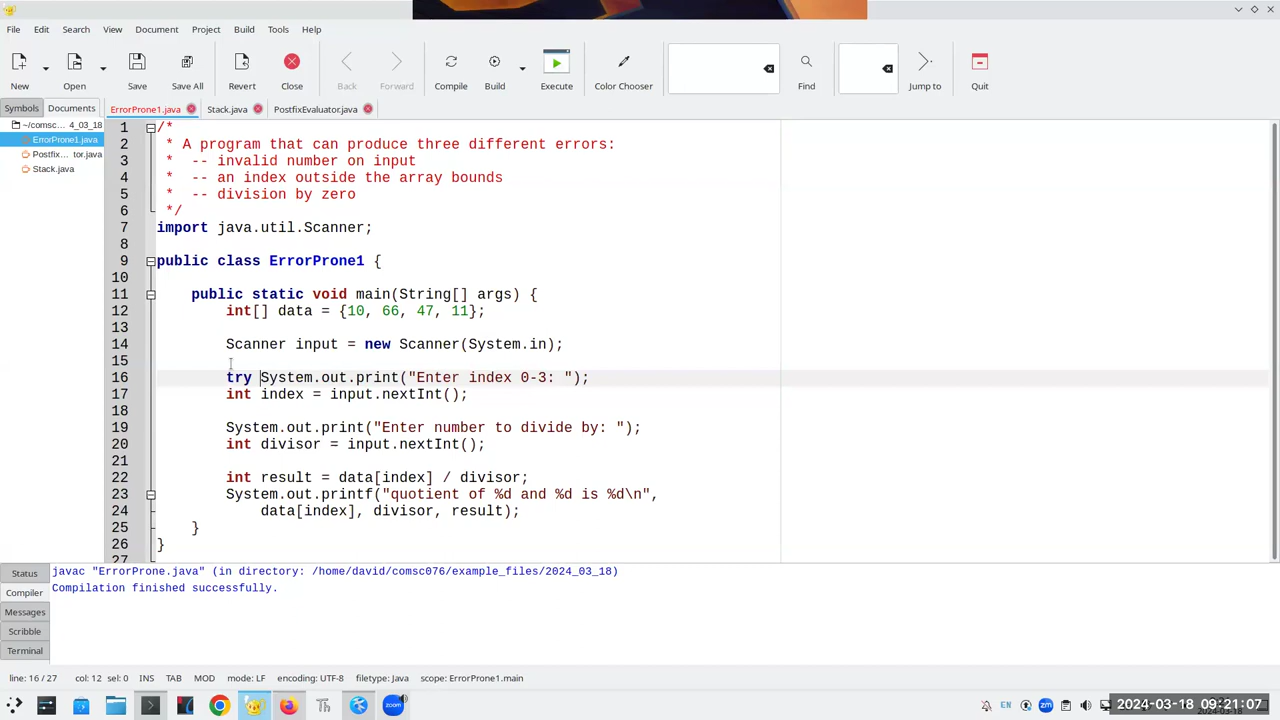 File Edit Search View Document Project Build Tools Help
New Open Save Save All Revert Close Back Forward Compile Build Execute Color Chooser Find Jump to Quit
Symbols Documents ErrorProne1.java Stack.java PostfixEvaluator.java
~/comsc... 4_03_18
ErrorProne1.java
Postfix... tor.java
Stack.java
1 /*
2 * A program that can produce three different errors:
3 * -- invalid number on input
4 * -- an index outside the array bounds
5 * -- division by zero
6 */
7 import java.util.Scanner;
8
9 public class ErrorProne1 {
10
11 public static void main(String[] args) {
12 int[] data = {10, 66, 47, 11};
13
14 Scanner input = new Scanner(System.in);
15
16 try System.out.print("Enter index 0-3: ");
17 int index = input.nextInt();
18
19 System.out.print("Enter number to divide by: ");
20 int divisor = input.nextInt();
21
22 int result = data[index] / divisor;
23 System.out.printf("quotient of %d and %d is %d\n",
24 data[index], divisor, result);
25 }
26 }
27
Status
Compiler
Messages
Scribble
Terminal
javac "ErrorProne.java" (in directory: /home/david/comsc076/example_files/2024_03_18)
Compilation finished successfully.
line: 16 / 27 col: 12 sel: 0 INS TAB MOD mode: LF encoding: UTF-8 filetype: Java scope: ErrorProne1.main
Th zoom EN zm 2024-03-18 09:21:07